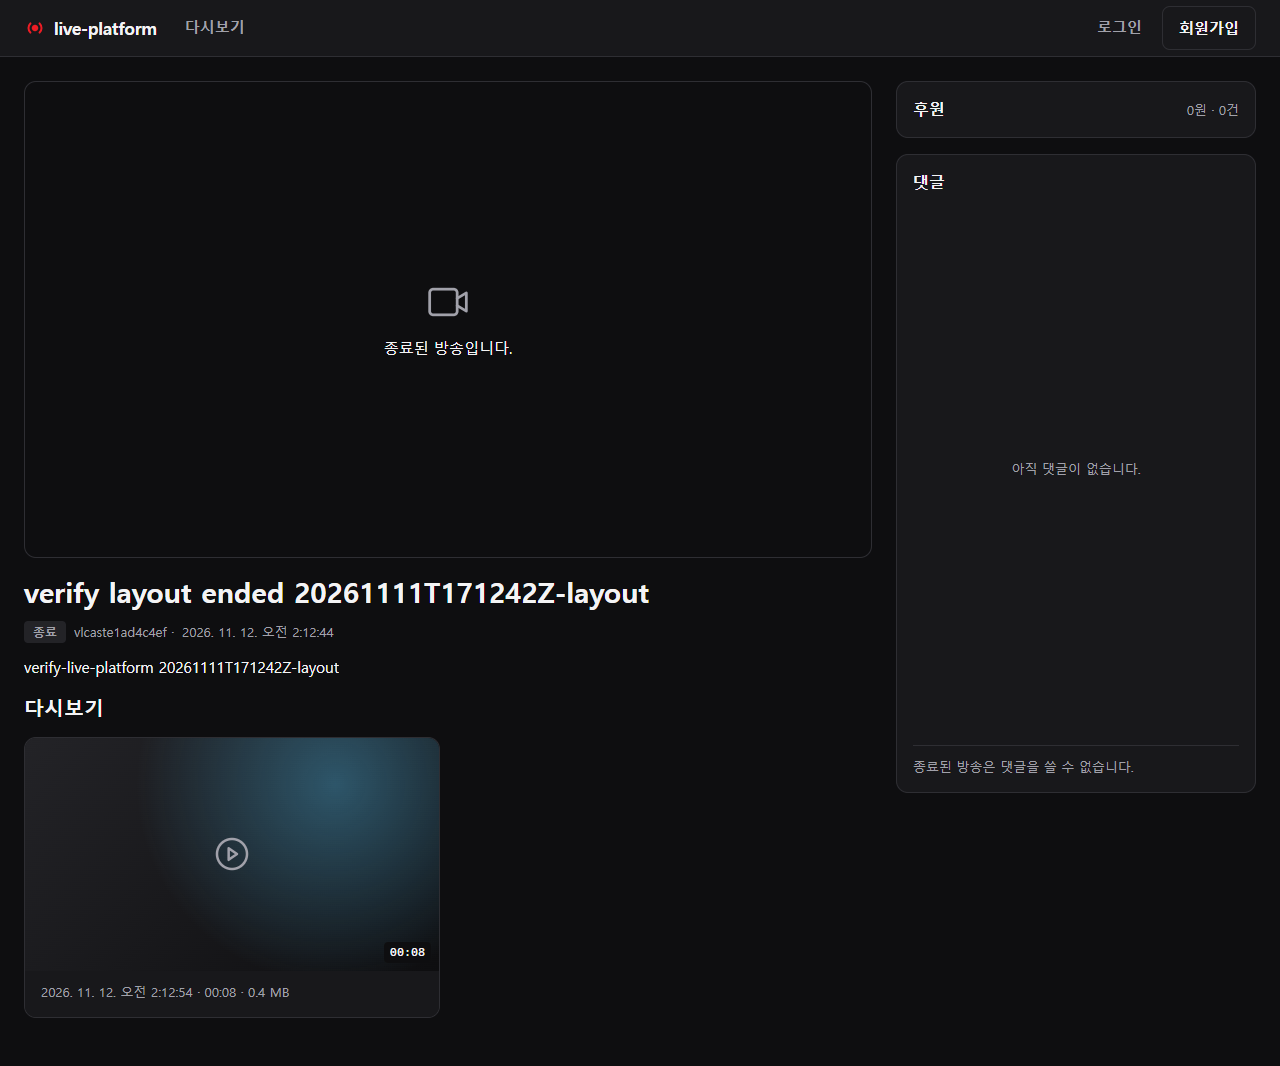 live-platform
다시보기
로그인
회원가입
종료된 방송입니다.
verify layout ended 20261111T171242Z-layout
종료 vlcaste1ad4c4ef · 2026. 11. 12. 오전 2:12:44
verify-live-platform 20261111T171242Z-layout
다시보기
00:08
2026. 11. 12. 오전 2:12:54 · 00:08 · 0.4 MB
후원
0원 · 0건
댓글
아직 댓글이 없습니다.
종료된 방송은 댓글을 쓸 수 없습니다.